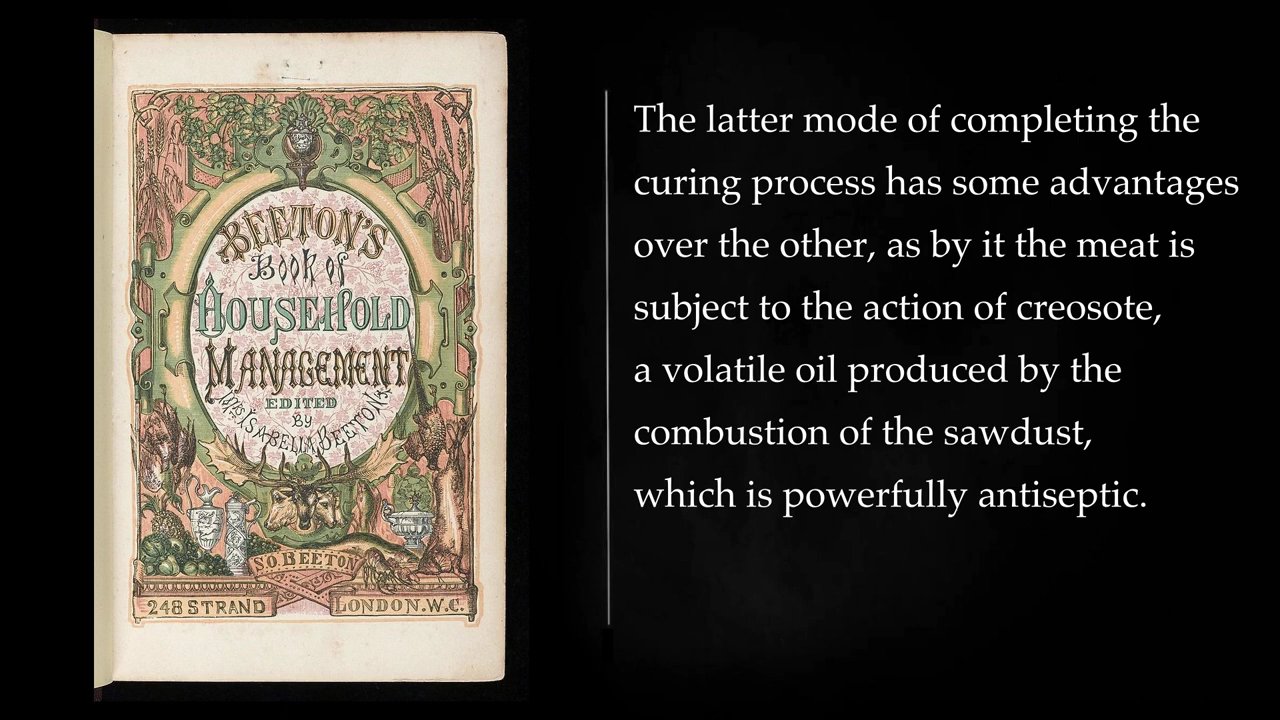 BEETON'S
Book of
HOUSEHOLD
MANAGEMENT
EDITED
BY
MRS. ISABELLA BEETON
S.O. BEETON
248 STRAND
LONDON. W.C.
The latter mode of completing the
curing process has some advantages
over the other, as by it the meat is
subject to the action of creosote,
a volatile oil produced by the
combustion of the sawdust,
which is powerfully antiseptic.